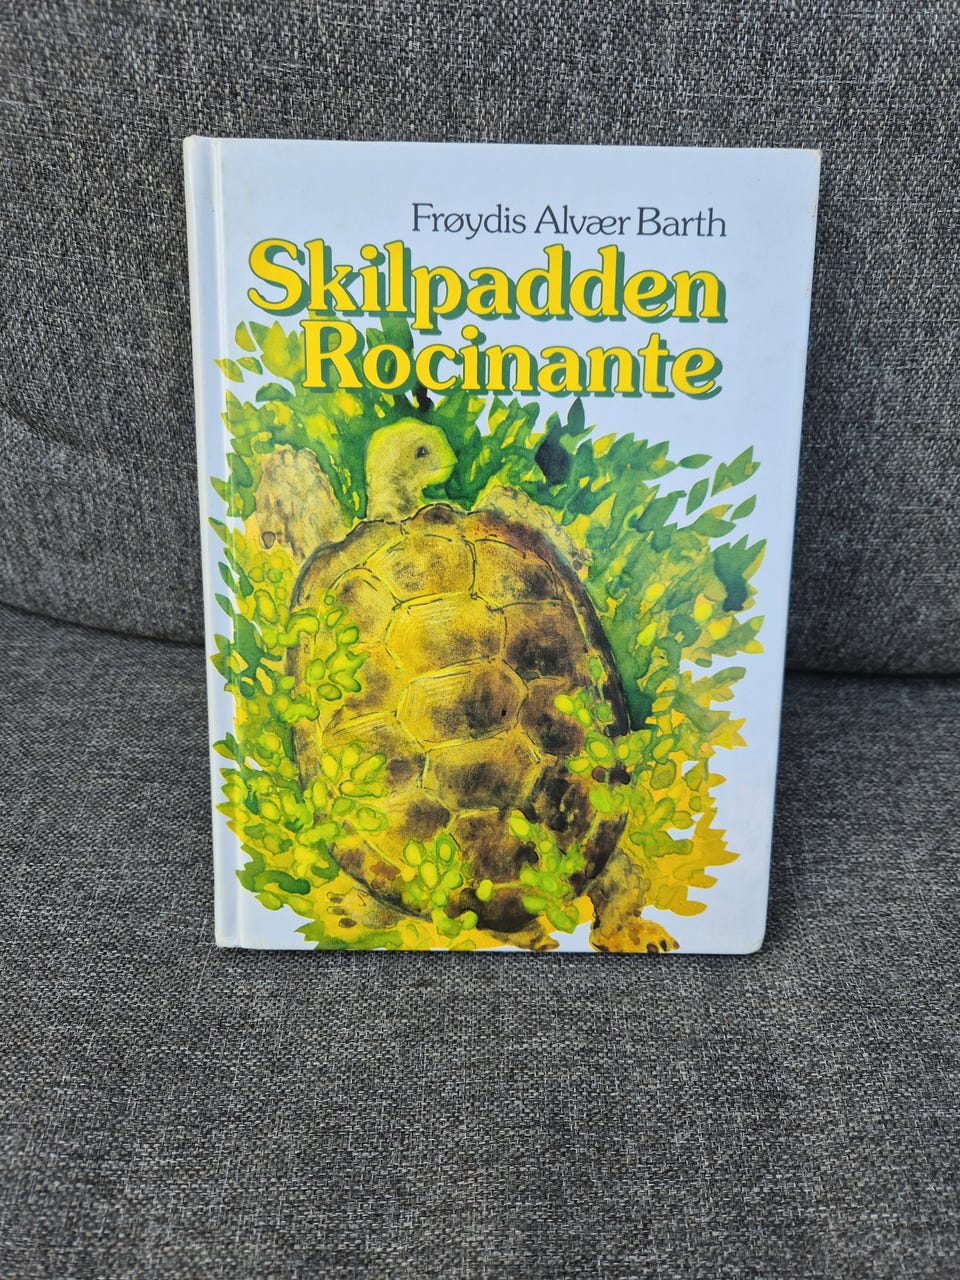 Frøydis Alvær Barth
Skilpadden
Rocinante